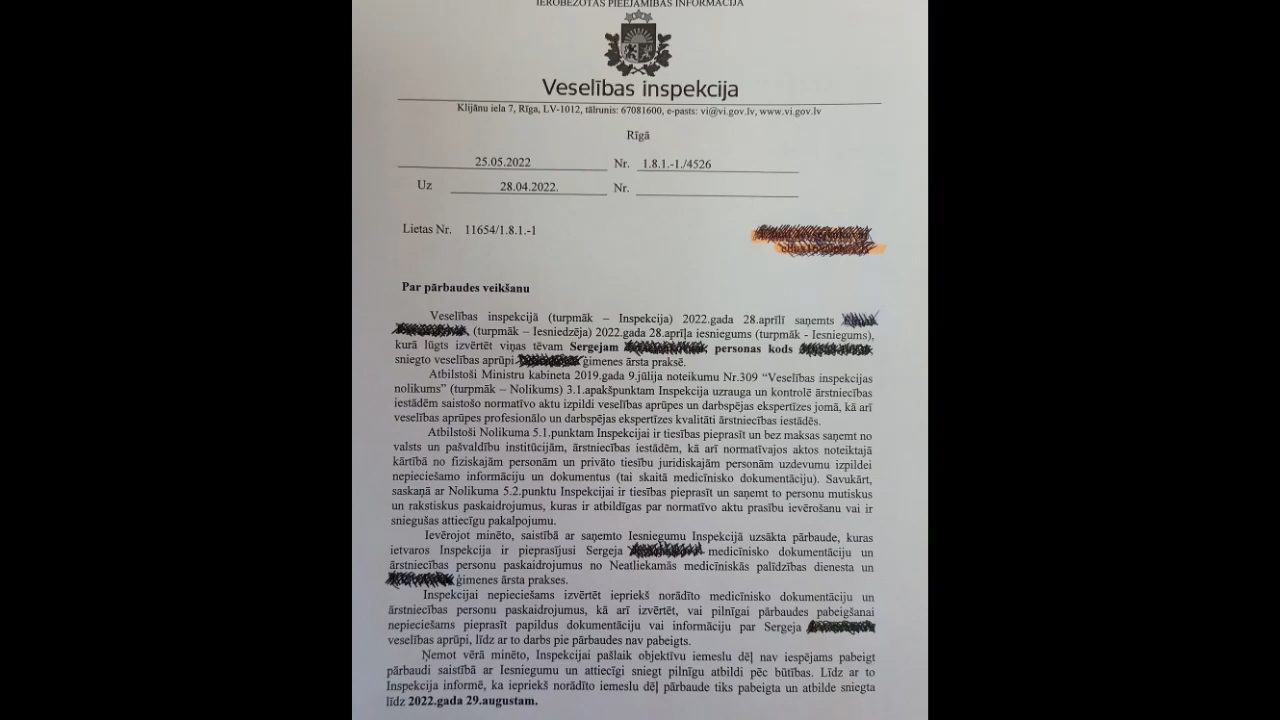 IEROBEŽOTAS PIEEJAMĪBAS INFORMĀCIJA
Veselības inspekcija
Klijānu iela 7, Rīga, LV-1012, tālrunis: 67081600, e-pasts: vi@vi.gov.lv, www.vi.gov.lv
Rīgā
25.05.2022 Nr. 1.8.1.-1./4526
Uz 28.04.2022. Nr.
Lietas Nr. 11654/1.8.1.-1
Par pārbaudes veikšanu
Veselības inspekcijā (turpmāk – Inspekcija) 2022.gada 28.aprīlī saņemts
(turpmāk – Iesniedzēja) 2022.gada 28.aprīļa iesniegums (turpmāk - Iesniegums),
kurā lūgts izvērtēt viņas tēvam Sergejam personas kods
sniegto veselības aprūpi ģimenes ārsta praksē.
Atbilstoši Ministru kabineta 2019.gada 9.jūlija noteikumu Nr.309 “Veselības inspekcijas
nolikums” (turpmāk – Nolikums) 3.1.apakšpunktam Inspekcija uzrauga un kontrolē ārstniecības
iestādēm saistošo normatīvo aktu izpildi veselības aprūpes un darbspējas ekspertīzes jomā, kā arī
veselības aprūpes profesionālo un darbspējas ekspertīzes kvalitāti ārstniecības iestādēs.
Atbilstoši Nolikuma 5.1.punktam Inspekcijai ir tiesības pieprasīt un bez maksas saņemt no
valsts un pašvaldību institūcijām, ārstniecības iestādēm, kā arī normatīvajos aktos noteiktajā
kārtībā no fiziskajām personām un privāto tiesību juridiskajām personām uzdevumu izpildei
nepieciešamo informāciju un dokumentus (tai skaitā medicīnisko dokumentāciju). Savukārt,
saskaņā ar Nolikuma 5.2.punktu Inspekcijai ir tiesības pieprasīt un saņemt to personu mutiskus
un rakstiskus paskaidrojumus, kuras ir atbildīgas par normatīvo aktu prasību ievērošanu vai ir
sniegušas attiecīgu pakalpojumu.
Ievērojot minēto, saistībā ar saņemto Iesniegumu Inspekcijā uzsākta pārbaude, kuras
ietvaros Inspekcija ir pieprasījusi Sergeja medicīnisko dokumentāciju un
ārstniecības personu paskaidrojumus no Neatliekamās medicīniskās palīdzības dienesta un
ģimenes ārsta prakses.
Inspekcijai nepieciešams izvērtēt iepriekš norādīto medicīnisko dokumentāciju un
ārstniecības personu paskaidrojumus, kā arī izvērtēt, vai pilnīgai pārbaudes pabeigšanai
nepieciešams pieprasīt papildus dokumentāciju vai informāciju par Sergeja
veselības aprūpi, līdz ar to darbs pie pārbaudes nav pabeigts.
Ņemot vērā minēto, Inspekcijai pašlaik objektīvu iemeslu dēļ nav iespējams pabeigt
pārbaudi saistībā ar Iesniegumu un attiecīgi sniegt pilnīgu atbildi pēc būtības. Līdz ar to
Inspekcija informē, ka iepriekš norādīto iemeslu dēļ pārbaude tiks pabeigta un atbilde sniegta
līdz 2022.gada 29.augustam.